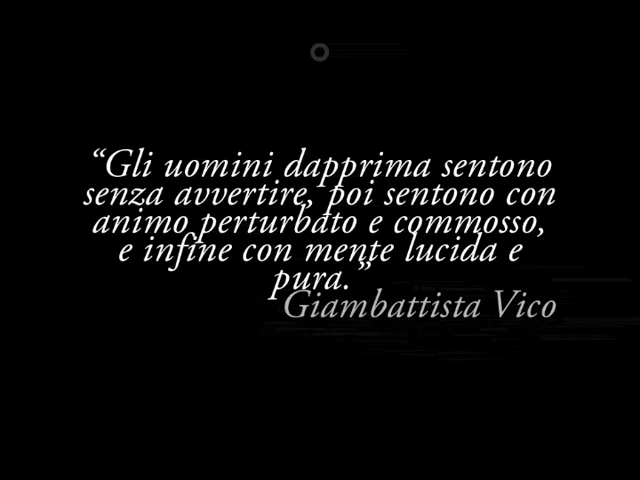 “Gli uomini dapprima sentono
senza avvertire, poi sentono con
animo perturbato e commosso,
e infine con mente lucida e
pura.”
Giambattista Vico